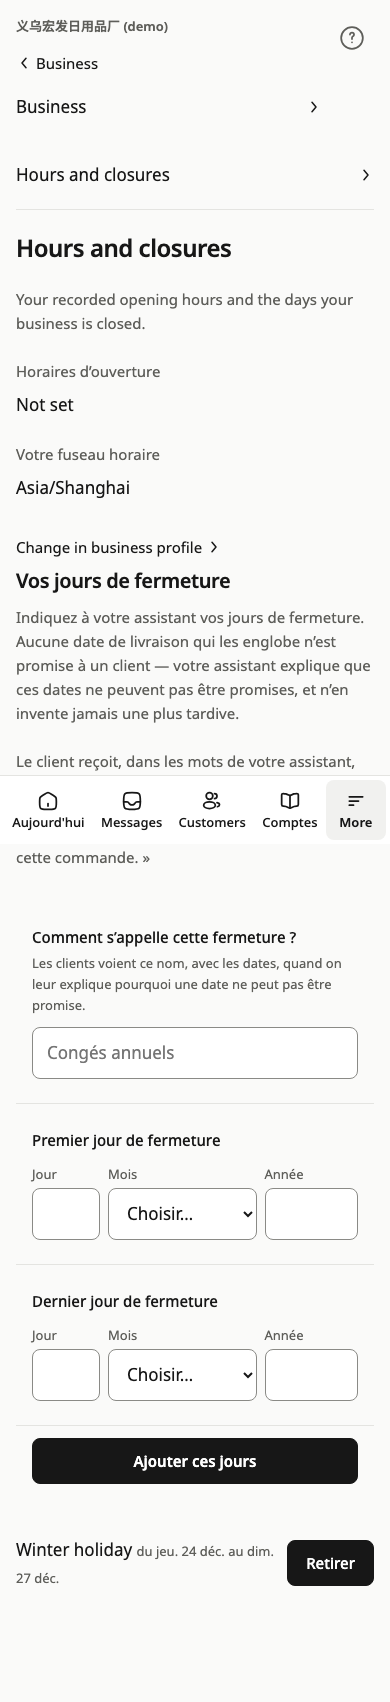 义乌宏发日用品厂 (demo)
Business
Business
Hours and closures
Hours and closures
Your recorded opening hours and the days your
business is closed.
Horaires d’ouverture
Not set
Votre fuseau horaire
Asia/Shanghai
Change in business profile
Vos jours de fermeture
Indiquez à votre assistant vos jours de fermeture.
Aucune date de livraison qui les englobe n’est
promise à un client — votre assistant explique que
ces dates ne peuvent pas être promises, et n’en
invente jamais une plus tardive.
Le client reçoit, dans les mots de votre assistant,
Aujourd'hui
Messages
Customers
Comptes
More
cette commande. »
Comment s’appelle cette fermeture ?
Les clients voient ce nom, avec les dates, quand on
leur explique pourquoi une date ne peut pas être
promise.
Congés annuels
Premier jour de fermeture
Jour Mois Année
Choisir...
Dernier jour de fermeture
Jour Mois Année
Choisir...
Ajouter ces jours
Winter holiday du jeu. 24 déc. au dim.
27 déc.
Retirer